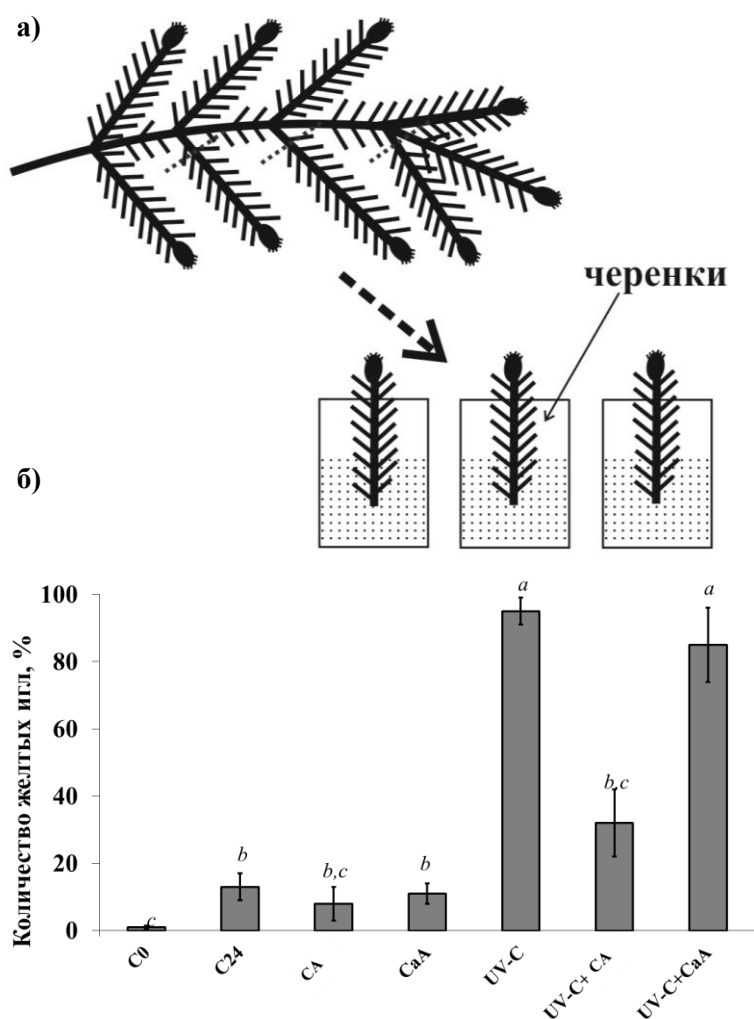 а)
черенки
б)
Количество желтых игл, %
100
80
60
40
20
0
c
b
b,c
b
a
b,c
a
C0
C24
CA
CaA
UV-C
UV-C+ CA
UV-C+CaA